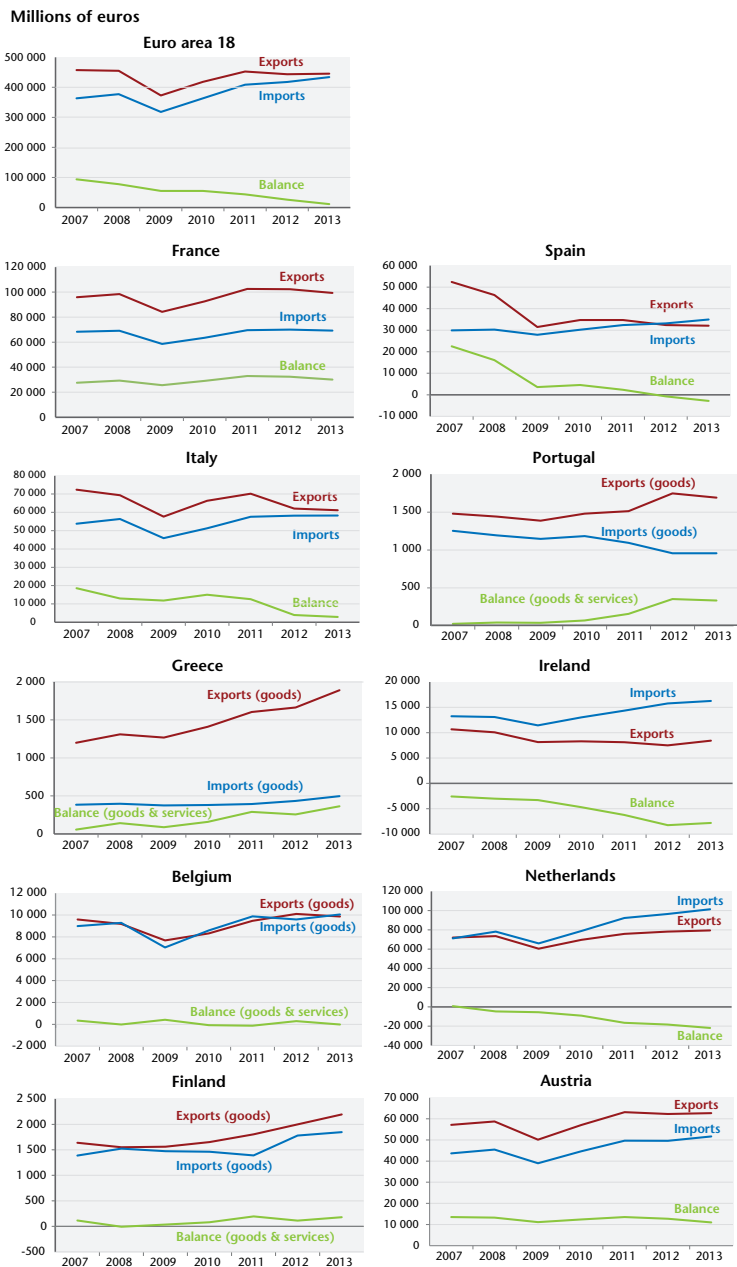 Millions of euros
Euro area 18
500 000
400 000
300 000
200 000
100 000
0
Exports
Imports
Balance
2007 2008 2009 2010 2011 2012 2013
France
120 000
100 000
80 000
60 000
40 000
20 000
0
Exports
Imports
Balance
2007 2008 2009 2010 2011 2012 2013
Spain
60 000
50 000
40 000
30 000
20 000
10 000
0
-10 000
Exports
Imports
Balance
2007 2008 2009 2010 2011 2012 2013
Italy
80 000
70 000
60 000
50 000
40 000
30 000
20 000
10 000
0
Exports
Imports
Balance
2007 2008 2009 2010 2011 2012 2013
Portugal
2 000
1 500
1 000
500
0
Exports (goods)
Imports (goods)
Balance (goods & services)
2007 2008 2009 2010 2011 2012 2013
Greece
2 000
1 500
1 000
500
0
Exports (goods)
Imports (goods)
Balance (goods & services)
2007 2008 2009 2010 2011 2012 2013
Ireland
20 000
15 000
10 000
5 000
0
-5 000
-10 000
Imports
Exports
Balance
2007 2008 2009 2010 2011 2012 2013
Belgium
12 000
10 000
8 000
6 000
4 000
2 000
0
-2 000
Exports (goods)
Imports (goods)
Balance (goods & services)
2007 2008 2009 2010 2011 2012 2013
Netherlands
120 000
100 000
80 000
60 000
40 000
20 000
0
-20 000
-40 000
Imports
Exports
Balance
2007 2008 2009 2010 2011 2012 2013
Finland
2 500
2 000
1 500
1 000
500
0
-500
Exports (goods)
Imports (goods)
Balance (goods & services)
2007 2008 2009 2010 2011 2012 2013
Austria
70 000
60 000
50 000
40 000
30 000
20 000
10 000
0
Exports
Imports
Balance
2007 2008 2009 2010 2011 2012 2013